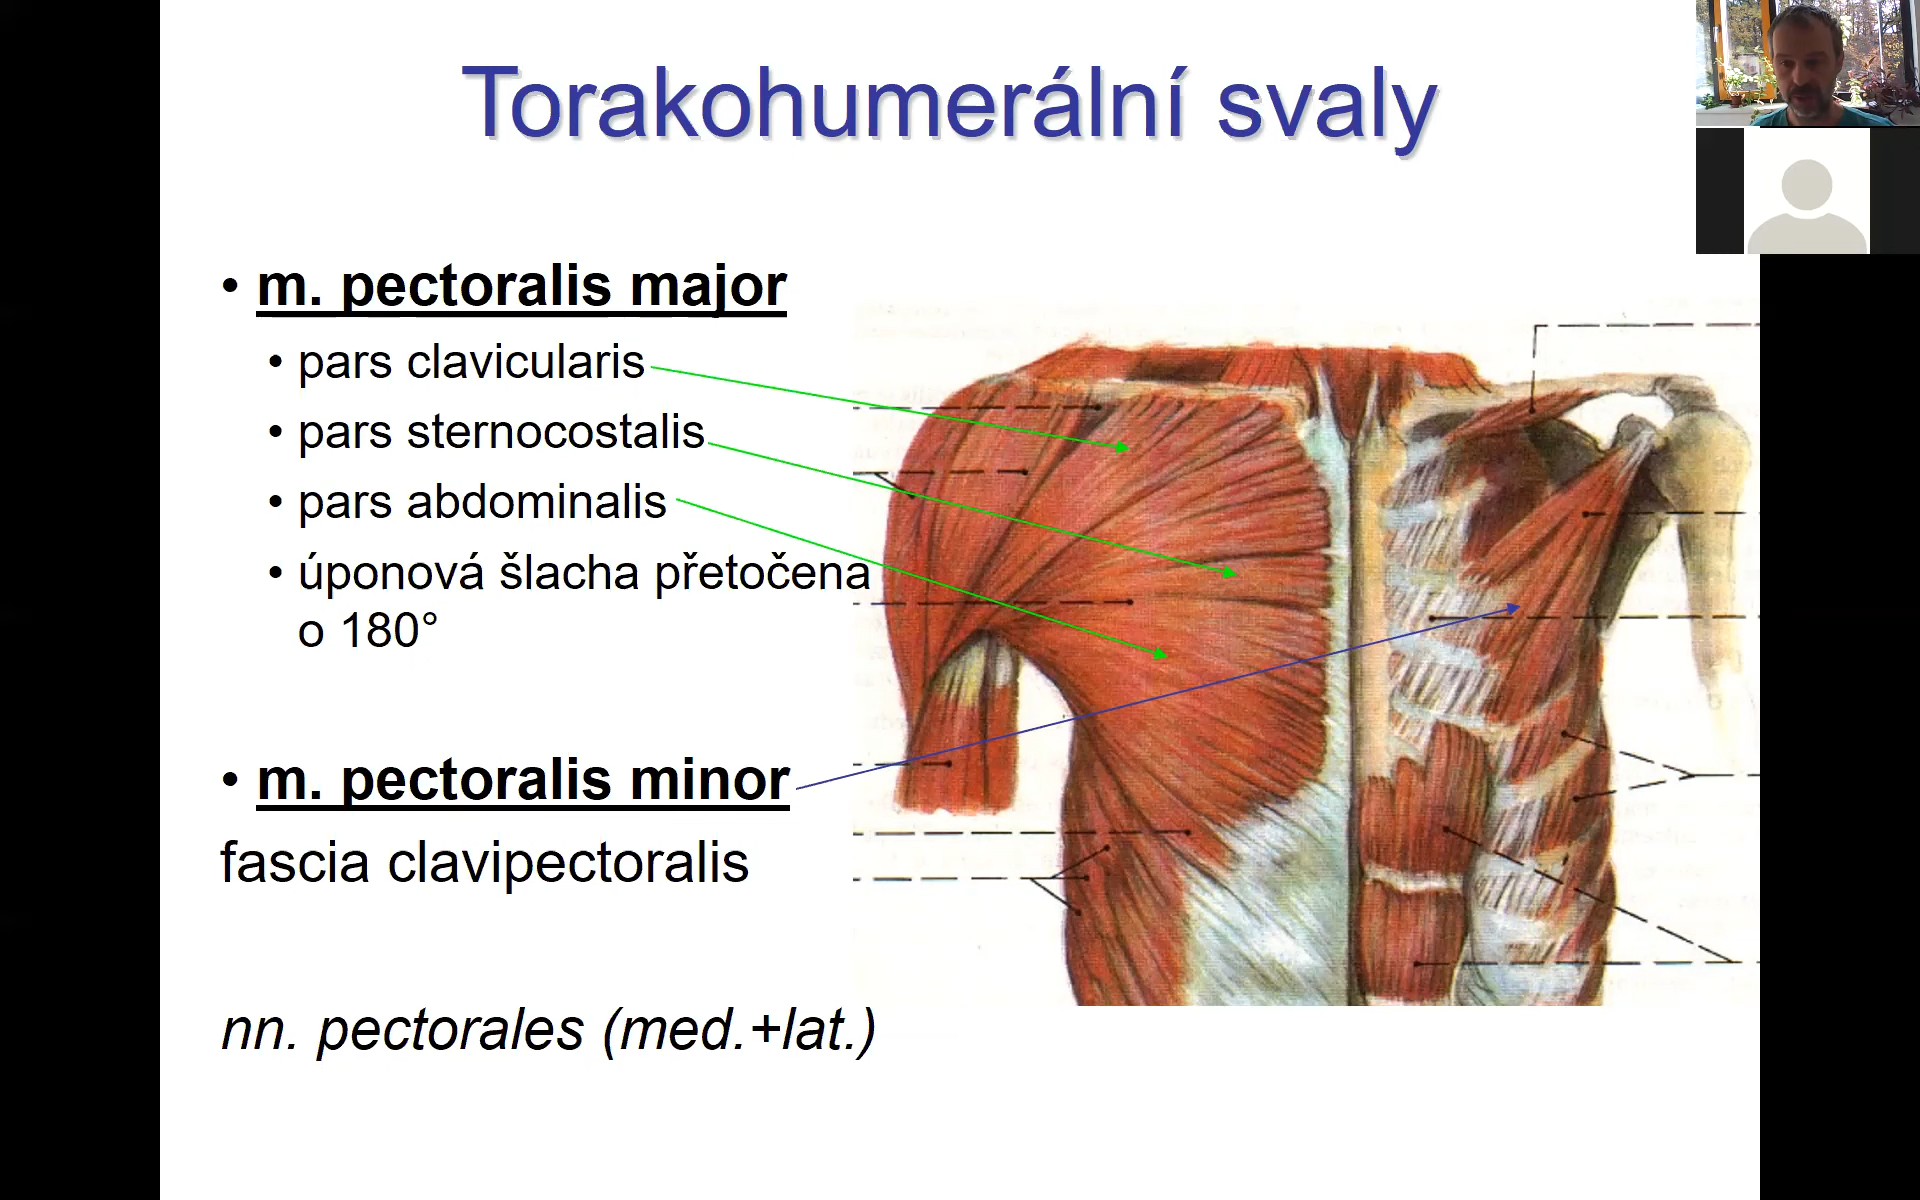 Torakohumerální svaly
• m. pectoralis major
• pars clavicularis
• pars sternocostalis
• pars abdominalis
• úponová šlacha přetočena
o 180°
• m. pectoralis minor
fascia clavipectoralis
nn. pectorales (med.+lat.)